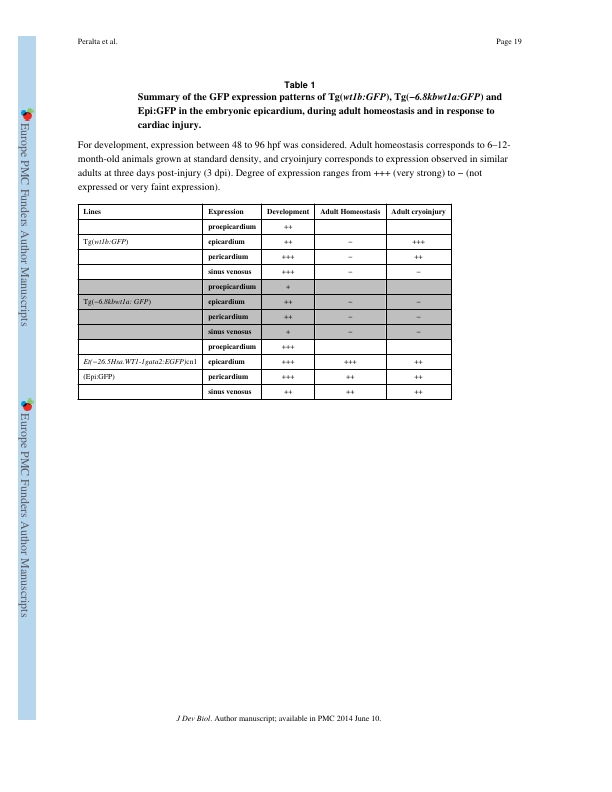 Peralta et al. Page 19
Europe PMC Funders Author Manuscripts
Europe PMC Funders Author Manuscripts
Table 1
Summary of the GFP expression patterns of Tg(wt1b:GFP), Tg(−6.8kbwt1a:GFP) and
Epi:GFP in the embryonic epicardium, during adult homeostasis and in response to
cardiac injury.
For development, expression between 48 to 96 hpf was considered. Adult homeostasis corresponds to 6–12-
month-old animals grown at standard density, and cryoinjury corresponds to expression observed in similar
adults at three days post-injury (3 dpi). Degree of expression ranges from +++ (very strong) to − (not
expressed or very faint expression).
Lines Expression Development Adult Homeostasis Adult cryoinjury
proepicardium ++
Tg(wt1b:GFP) epicardium ++ − +++
pericardium +++ − ++
sinus venosus +++ − −
proepicardium +
Tg(−6.8kbwt1a: GFP) epicardium ++ − −
pericardium ++ − −
sinus venosus + − −
proepicardium +++
Et(−26.5Hsa.WT1-1gata2:EGFP)cn1 epicardium +++ +++ ++
(Epi:GFP) pericardium +++ ++ ++
sinus venosus ++ ++ ++
J Dev Biol. Author manuscript; available in PMC 2014 June 10.